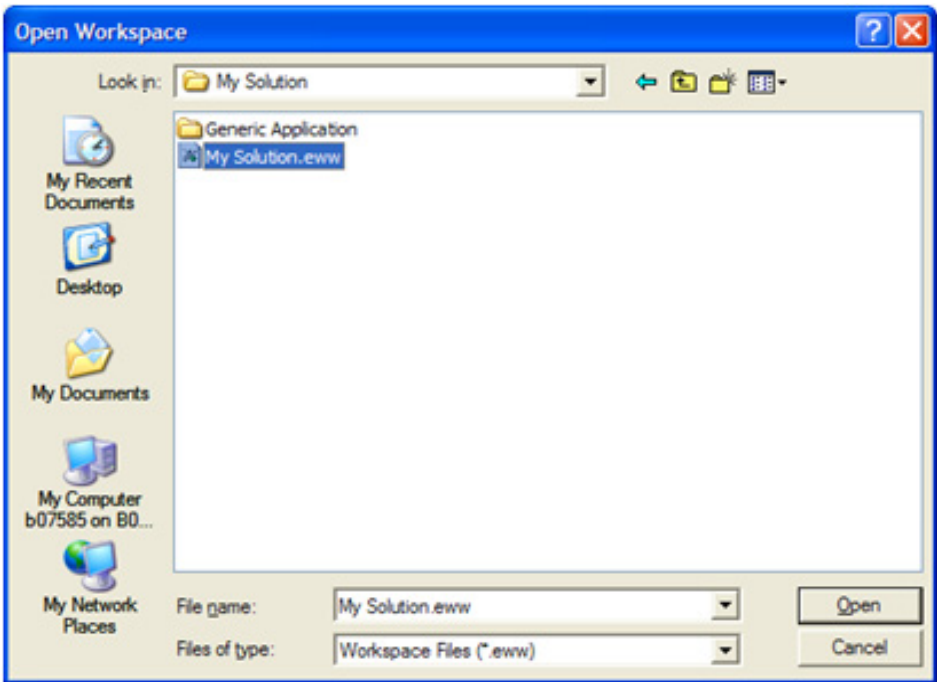 Open Workspace
Look in:
My Solution
Generic Application
My Solution.eww
My Recent
Documents
Desktop
My Documents
My Computer
b07585 on B0...
My Network
Places
File name:
My Solution.eww
Open
Files of type:
Workspace Files (*.eww)
Cancel